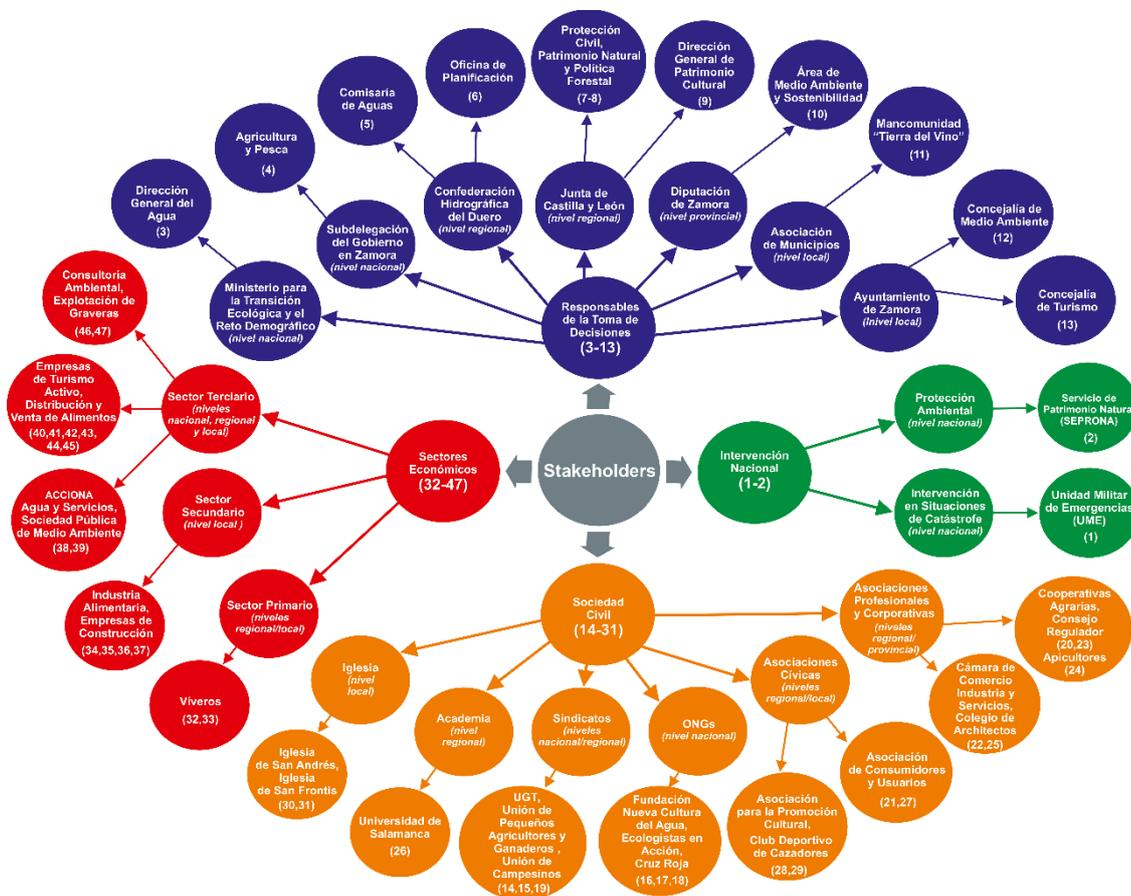 Stakeholders
Responsables
de la Toma de
Decisiones
(3-13)
Ministerio para
la Transición
Ecológica y el
Reto Demográfico
(nivel nacional)
Dirección
General del
Agua
(3)
Subdelegación
del Gobierno
en Zamora
(nivel nacional)
Agricultura
y Pesca
(4)
Confederación
Hidrográfica
del Duero
(nivel regional)
Comisaría
de Aguas
(5)
Oficina de
Planificación
(6)
Junta de
Castilla y León
(nivel regional)
Protección
Civil,
Patrimonio Natural
y Política
Forestal
(7-8)
Dirección
General de
Patrimonio
Cultural
(9)
Diputación
de Zamora
(nivel provincial)
Área de
Medio Ambiente
y Sostenibilidad
(10)
Asociación
de Municipios
(nivel local)
Mancomunidad
"Tierra del Vino"
(11)
Ayuntamiento
de Zamora
(Inivel local)
Concejalía de
Medio Ambiente
(12)
Concejalía
de Turismo
(13)
Intervención
Nacional
(1-2)
Protección
Ambiental
(nivel nacional)
Servicio de
Patrimonio Natural
(SEPRONA)
(2)
Intervención
en Situaciones
de Catástrofe
(nivel nacional)
Unidad Militar
de Emergencias
(UME)
(1)
Sociedad
Civil
(14-31)
Asociaciones
Profesionales
y Corporativas
(niveles
regional/
provincial)
Cooperativas
Agrarias,
Consejo
Regulador
(20,23)
Apicultores
(24)
Cámara de
Comercio
Industria y
Servicios,
Colegio de
Architectos
(22,25)
Asociaciones
Cívicas
(niveles
regional/local)
Asociación
de Consumidores
y Usuarios
(21,27)
Asociación
para la Promoción
Cultural,
Club Deportivo
de Cazadores
(28,29)
ONGs
(nivel nacional)
Fundación
Nueva Cultura
del Agua,
Ecologistas en
Acción,
Cruz Roja
(16,17,18)
Sindicatos
(niveles
nacional/regional)
UGT,
Unión de
Pequeños
Agricultores y
Ganaderos ,
Unión de
Campesinos
(14,15,19)
Academia
(nivel
regional)
Universidad de
Salamanca
(26)
Iglesia
(nivel
local)
Iglesia
de San Andrés,
Iglesia
de San Frontis
(30,31)
Sectores
Económicos
(32-47)
Sector Terciario
(niveles
nacional, regional
y local)
Consultoría
Ambiental,
Explotación de
Graveras
(46,47)
Empresas
de Turismo
Activo,
Distribución y
Venta de Alimentos
(40,41,42,43,
44,45)
ACCIONA
Agua y Servicios,
Sociedad Pública
de Medio Ambiente
(38,39)
Sector
Secundario
(nivel local )
Industria
Alimentaria,
Empresas de
Construcción
(34,35,36,37)
Sector Primario
(niveles
regional/local)
Viveros
(32,33)